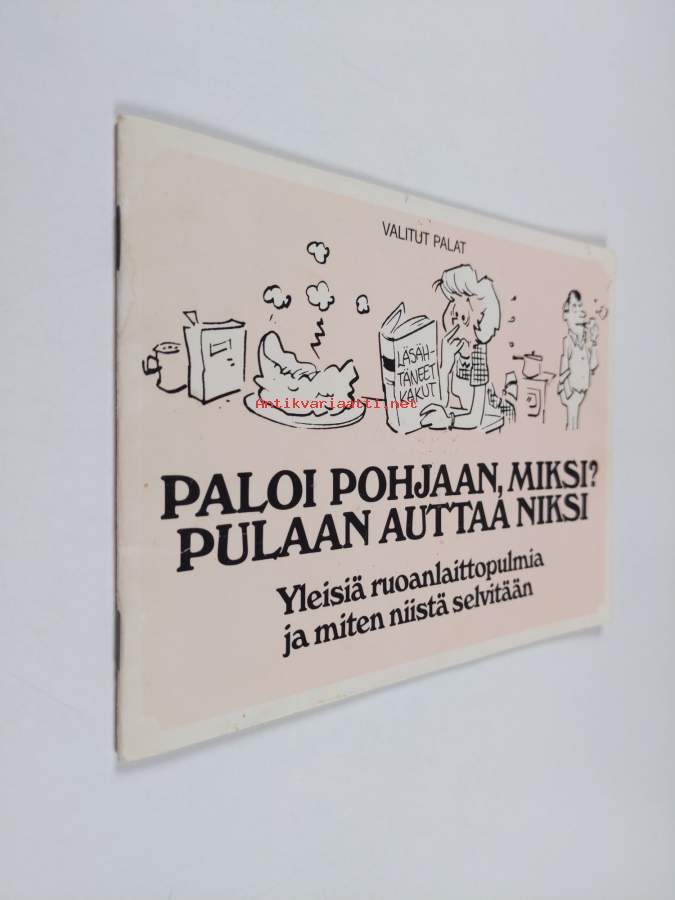 VALITUT PALAT
LÄSÄH-
TÄNEET
KAKUT
Antikvariaatti.net
PALOI POHJAAN, MIKSI?
PULAAN AUTTAA NIKSI
Yleisiä ruoanlaittopulmia
ja miten niistä selvitään